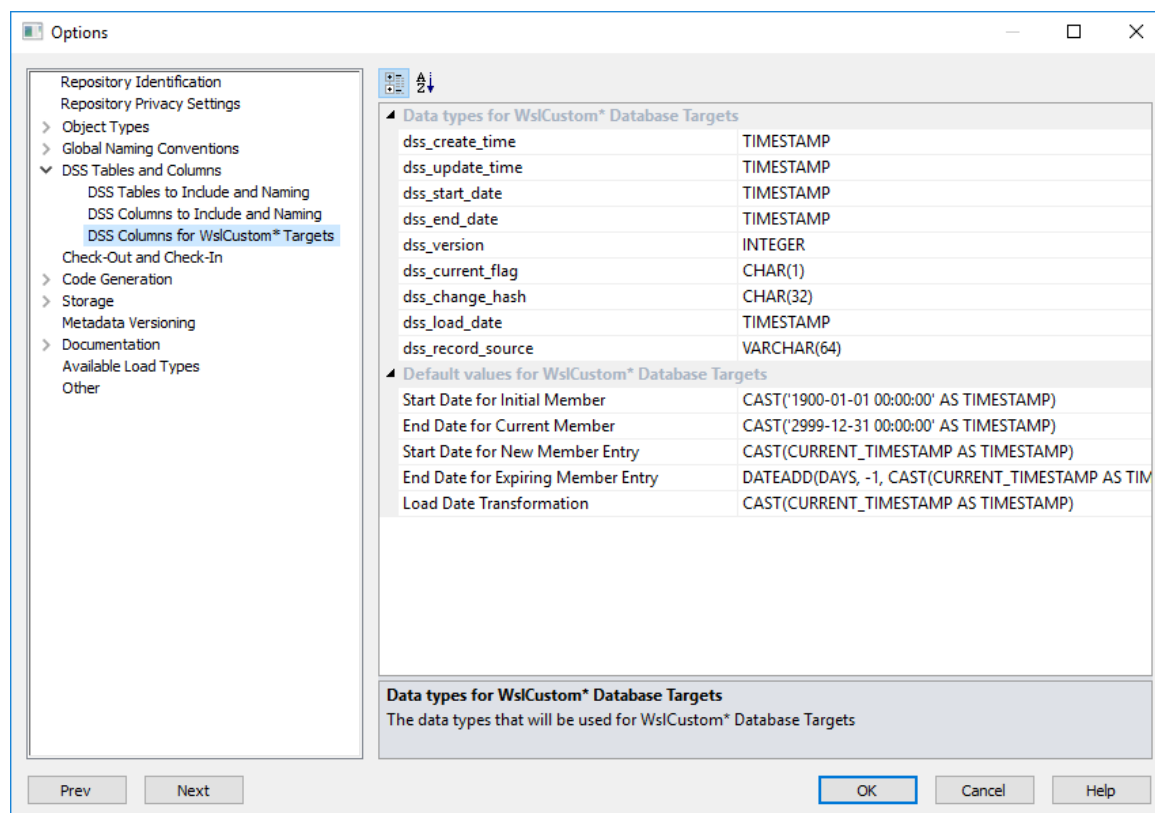 Options
Repository Identification
Repository Privacy Settings
Object Types
Global Naming Conventions
DSS Tables and Columns
DSS Tables to Include and Naming
DSS Columns to Include and Naming
DSS Columns for WslCustom* Targets
Check-Out and Check-In
Code Generation
Storage
Metadata Versioning
Documentation
Available Load Types
Other
Data types for WslCustom* Database Targets
dss_create_time TIMESTAMP
dss_update_time TIMESTAMP
dss_start_date TIMESTAMP
dss_end_date TIMESTAMP
dss_version INTEGER
dss_current_flag CHAR(1)
dss_change_hash CHAR(32)
dss_load_date TIMESTAMP
dss_record_source VARCHAR(64)
Default values for WslCustom* Database Targets
Start Date for Initial Member CAST('1900-01-01 00:00:00' AS TIMESTAMP)
End Date for Current Member CAST('2999-12-31 00:00:00' AS TIMESTAMP)
Start Date for New Member Entry CAST(CURRENT_TIMESTAMP AS TIMESTAMP)
End Date for Expiring Member Entry DATEADD(DAYS, -1, CAST(CURRENT_TIMESTAMP AS TIM
Load Date Transformation CAST(CURRENT_TIMESTAMP AS TIMESTAMP)
Data types for WslCustom* Database Targets
The data types that will be used for WslCustom* Database Targets
Prev Next OK Cancel Help